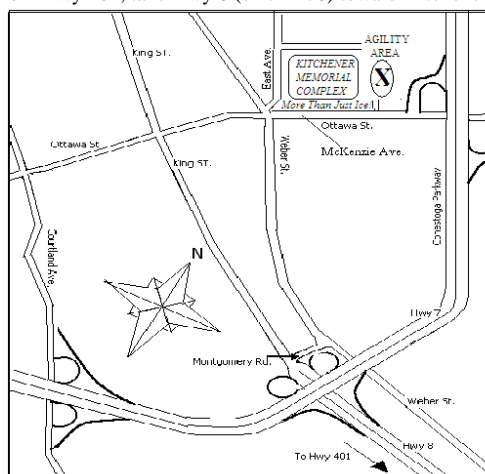 King ST.
East Ave.
AGILITY
AREA
KITCHENER
MEMORIAL
COMPLEX
X
More Than Just Ice!
Ottawa St.
Ottawa St.
King ST.
Weber St.
McKenzie Ave.
Conestoga Parkway
Courtland Ave.
N
Hwy 7
Montgomery Rd.
Weber St.
Hwy 8
To Hwy 401